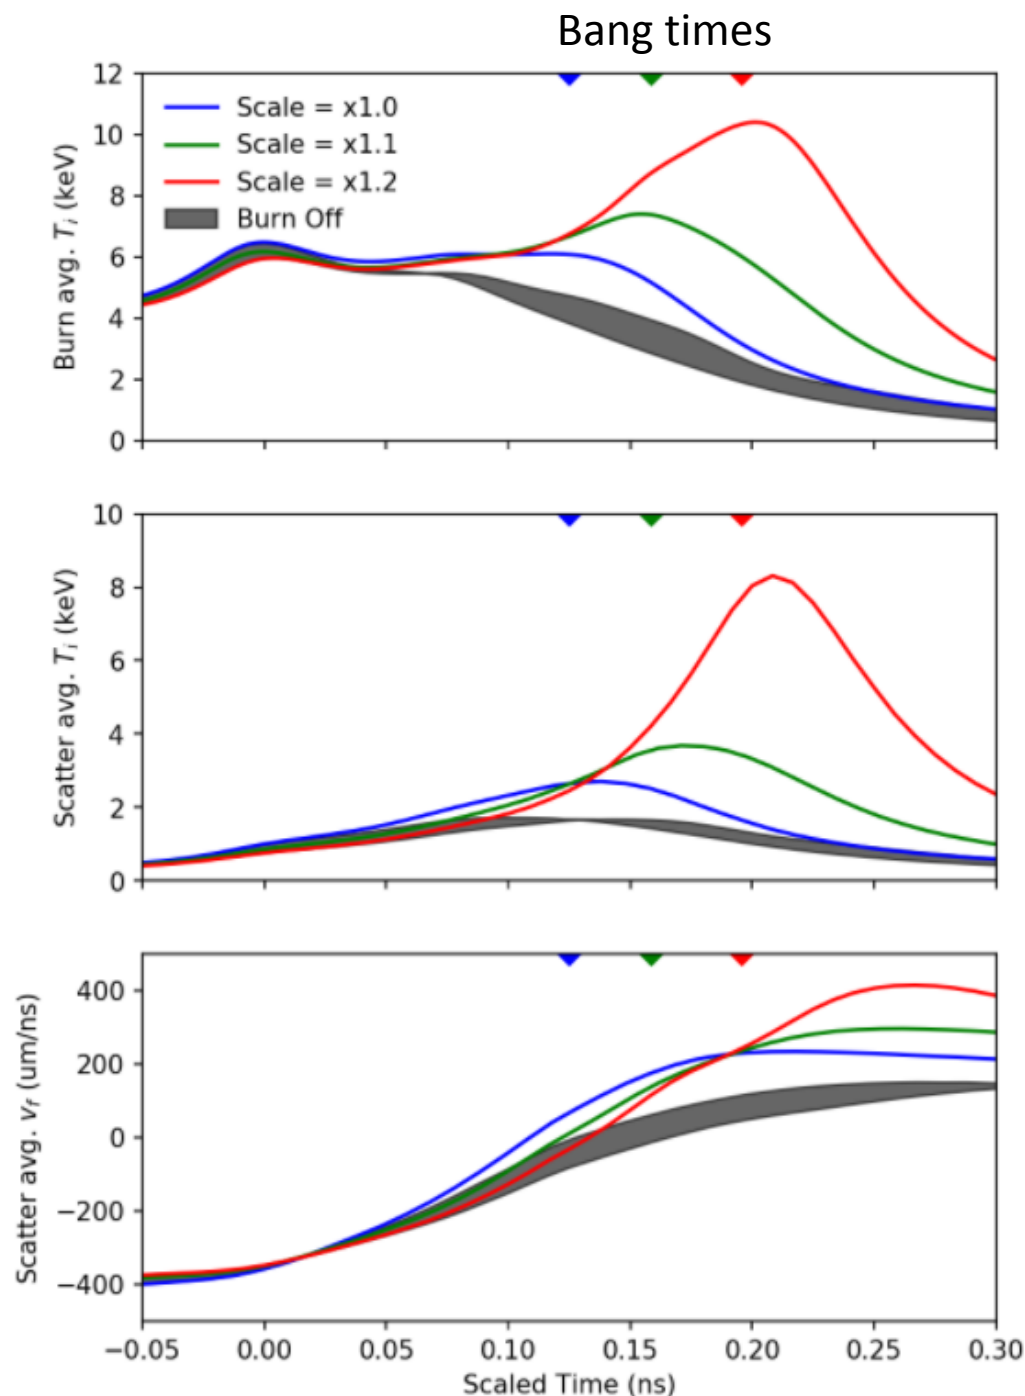 Bang times
12
10
8
6
4
2
0
Burn avg. T_i (keV)
Scale = x1.0
Scale = x1.1
Scale = x1.2
Burn Off
10
8
6
4
2
0
Scatter avg. T_i (keV)
400
200
0
−200
−400
Scatter avg. v_f (um/ns)
−0.05 0.00 0.05 0.10 0.15 0.20 0.25 0.30
Scaled Time (ns)